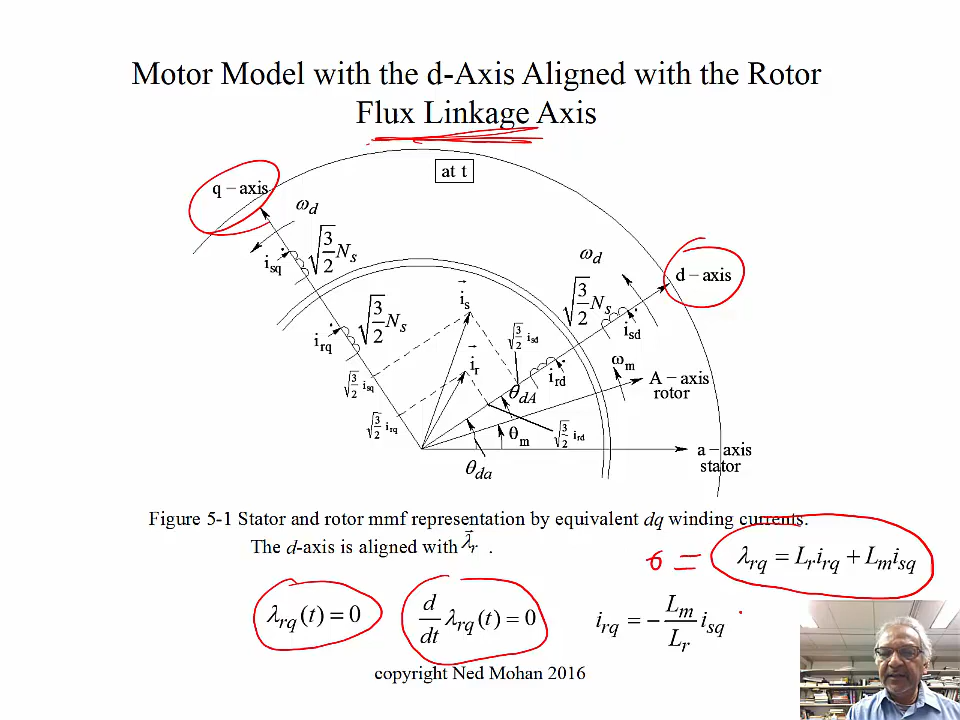 Motor Model with the d-Axis Aligned with the Rotor
Flux Linkage Axis
at t
q – axis
ω_d
√(3/2) N_s
i_sq
d – axis
ω_d
√(3/2) N_s
i_sd
√(3/2) N_s
i_rq
i_s
√(3/2) i_sd
i_r
i_rd
ω_m
A – axis
rotor
√(3/2) i_sq
θ_dA
√(3/2) i_rq
θ_m
√(3/2) i_rd
a – axis
stator
θ_da
Figure 5-1 Stator and rotor mmf representation by equivalent dq winding currents.
The d-axis is aligned with λ_r .
0 = λ_rq = L_r i_rq + L_m i_sq
λ_rq (t) = 0
d/dt λ_rq (t) = 0
i_rq = − L_m/L_r i_sq
copyright Ned Mohan 2016